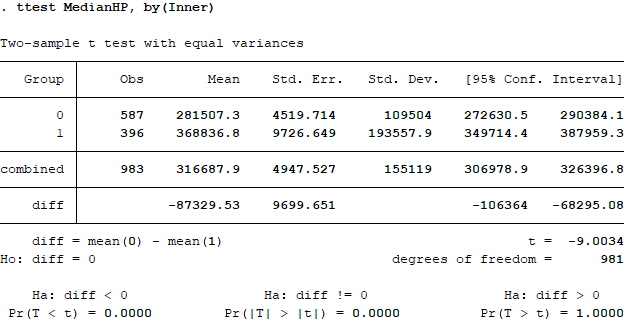 . ttest MedianHP, by(Inner)
Two-sample t test with equal variances
Group Obs Mean Std. Err. Std. Dev. [95% Conf. Interval]
0 587 281507.3 4519.714 109504 272630.5 290384.1
1 396 368836.8 9726.649 193557.9 349714.4 387959.3
combined 983 316687.9 4947.527 155119 306978.9 326396.8
diff -87329.53 9699.651 -106364 -68295.08
diff = mean(0) - mean(1) t = -9.0034
Ho: diff = 0 degrees of freedom = 981
Ha: diff < 0 Ha: diff != 0 Ha: diff > 0
Pr(T < t) = 0.0000 Pr(|T| > |t|) = 0.0000 Pr(T > t) = 1.0000